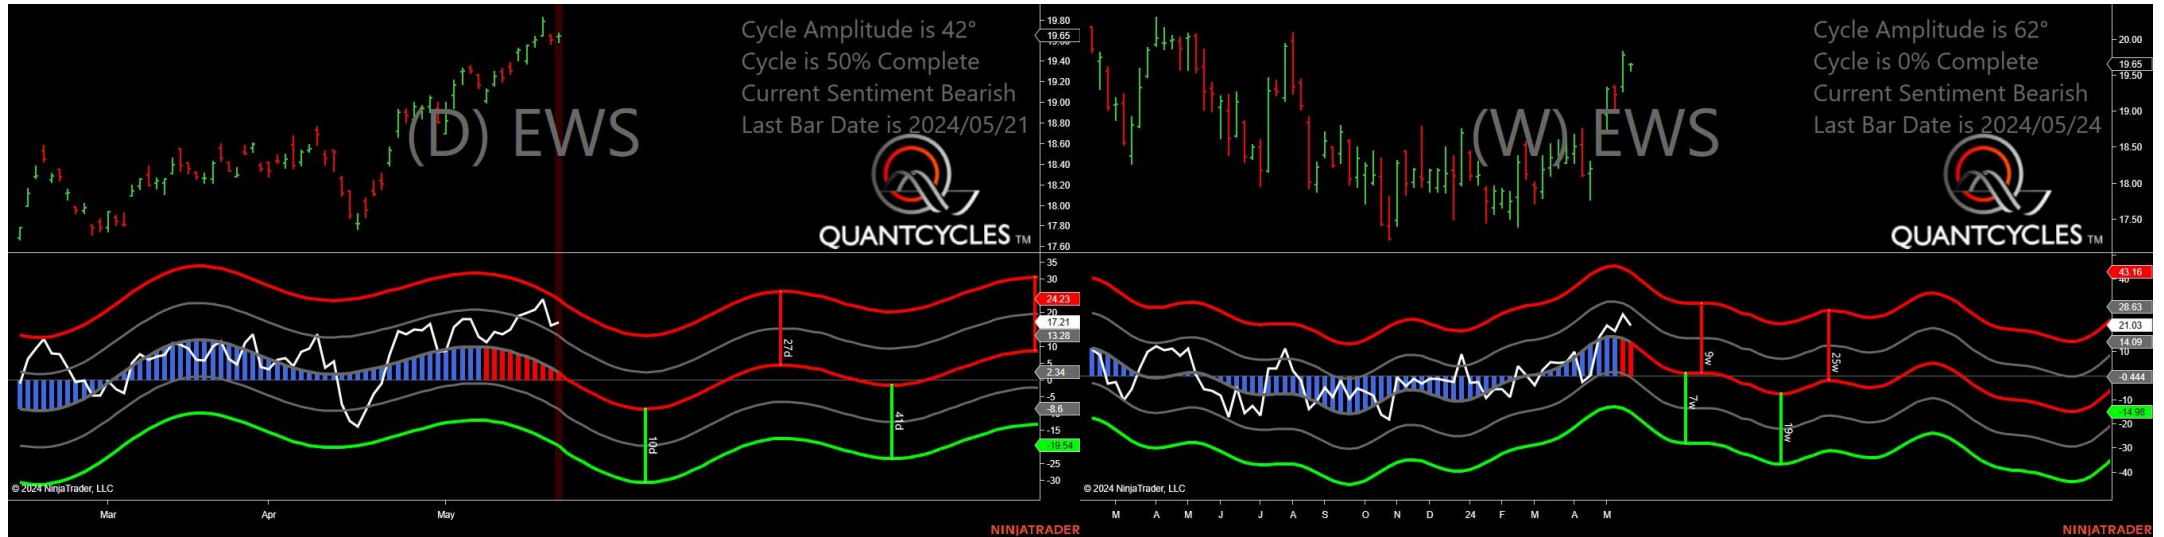 Cycle Amplitude is 42°
Cycle is 50% Complete
Current Sentiment Bearish
Last Bar Date is 2024/05/21
(D) EWS
QUANTCYCLES TM
19.80
19.65
19.40
19.20
19.00
18.80
18.60
18.40
18.20
18.00
17.80
17.60
35
30
24.23
20
17.21
13.28
10
5
2.34
0
-5
-8.6
-15
-19.54
-25
-30
27d
10d
41d
© 2024 NinjaTrader, LLC
Mar
Apr
May
NINJATRADER
Cycle Amplitude is 62°
Cycle is 0% Complete
Current Sentiment Bearish
Last Bar Date is 2024/05/24
(W) EWS
QUANTCYCLES TM
20.00
19.65
19.50
19.00
18.50
18.00
17.50
43.16
40
28.63
21.03
14.09
10
-0.444
-10
-14.98
-20
-30
-40
9w
25w
7w
19w
© 2024 NinjaTrader, LLC
M A M J J A S O N D 24 F M A M
NINJATRADER